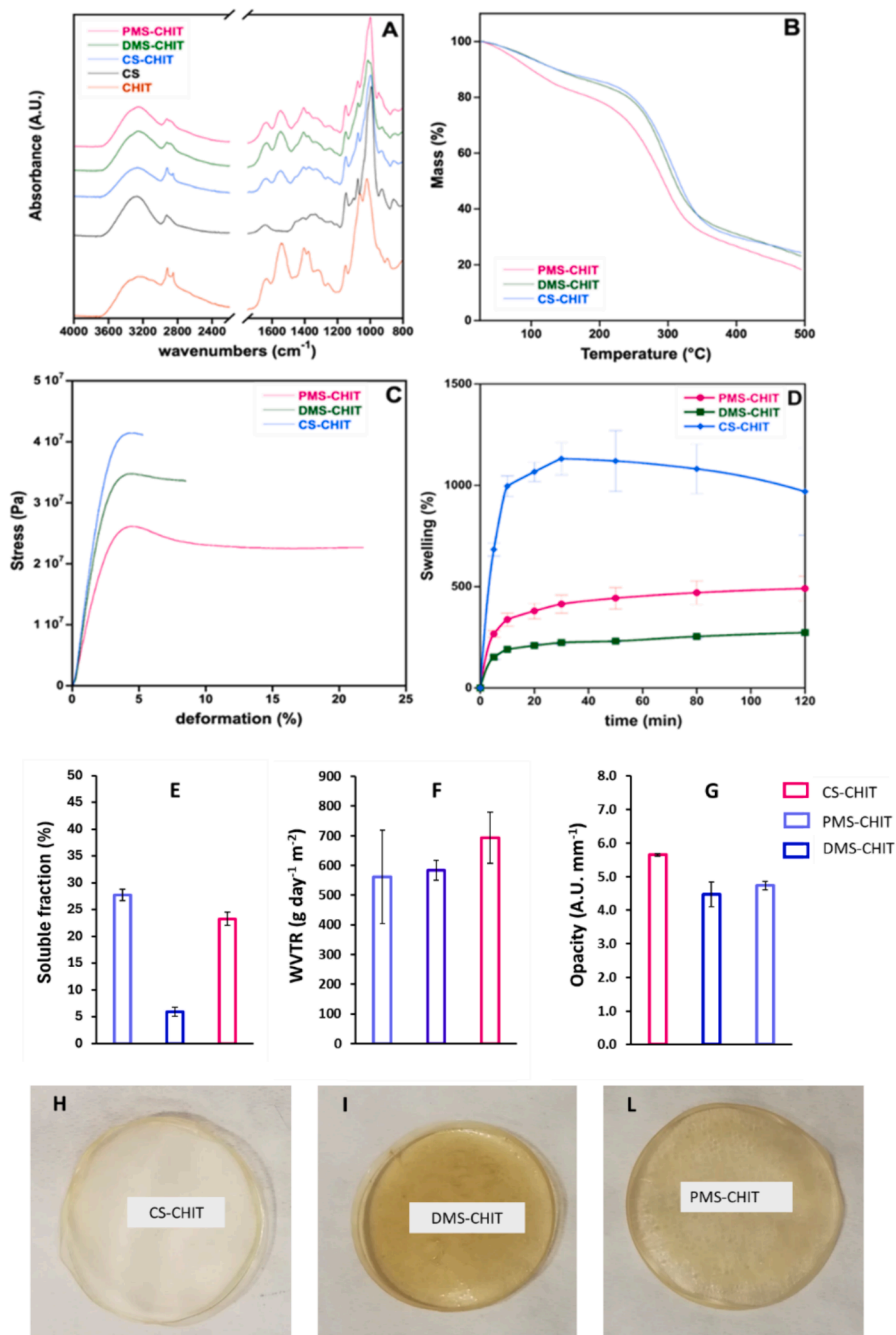 A
PMS-CHIT
DMS-CHIT
CS-CHIT
CS
CHIT
Absorbance (A.U.)
4000 3200 2800 2400 1600 1400 1200 1000 800
wavenumbers (cm⁻¹)
B
Mass (%)
100
80
60
40
20
0
PMS-CHIT
DMS-CHIT
CS-CHIT
100 200 300 400 500
Temperature (°C)
C
PMS-CHIT
DMS-CHIT
CS-CHIT
Stress (Pa)
5 10⁷
4 10⁷
3 10⁷
2 10⁷
1 10⁷
0
0 5 10 15 20 25
deformation (%)
D
PMS-CHIT
DMS-CHIT
CS-CHIT
Swelling (%)
1500
1000
500
0
0 20 40 60 80 100 120
time (min)
E
Soluble fraction (%)
50
45
40
35
30
25
20
15
10
5
0
F
WVTR (g day⁻¹ m⁻²)
900
800
700
600
500
400
300
200
100
0
G
Opacity (A.U. mm⁻¹)
8.0
7.0
6.0
5.0
4.0
3.0
2.0
1.0
0.0
CS-CHIT
PMS-CHIT
DMS-CHIT
H
CS-CHIT
I
DMS-CHIT
L
PMS-CHIT